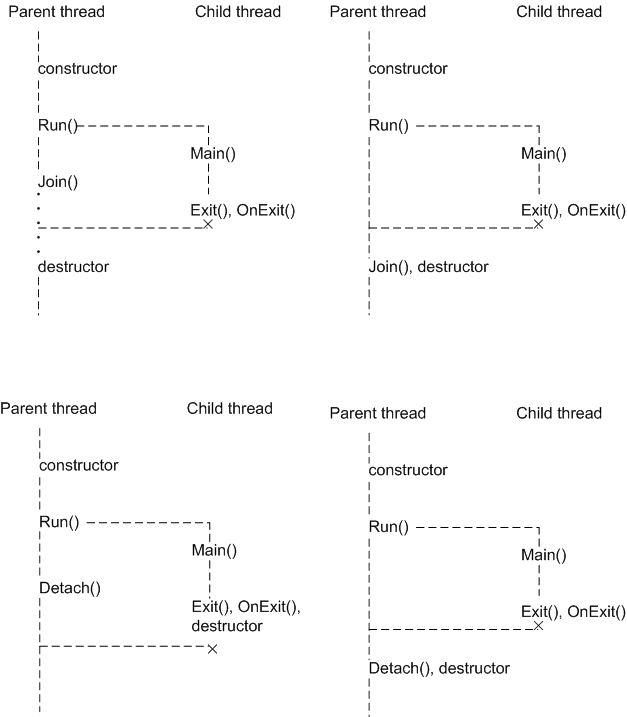 Parent thread
Child thread
constructor
Run()
Main()
Join()
Exit(), OnExit()
destructor
Parent thread
Child thread
constructor
Run()
Main()
Exit(), OnExit()
Join(), destructor
Parent thread
Child thread
constructor
Run()
Main()
Detach()
Exit(), OnExit(),
destructor
Parent thread
Child thread
constructor
Run()
Main()
Exit(), OnExit()
Detach(), destructor